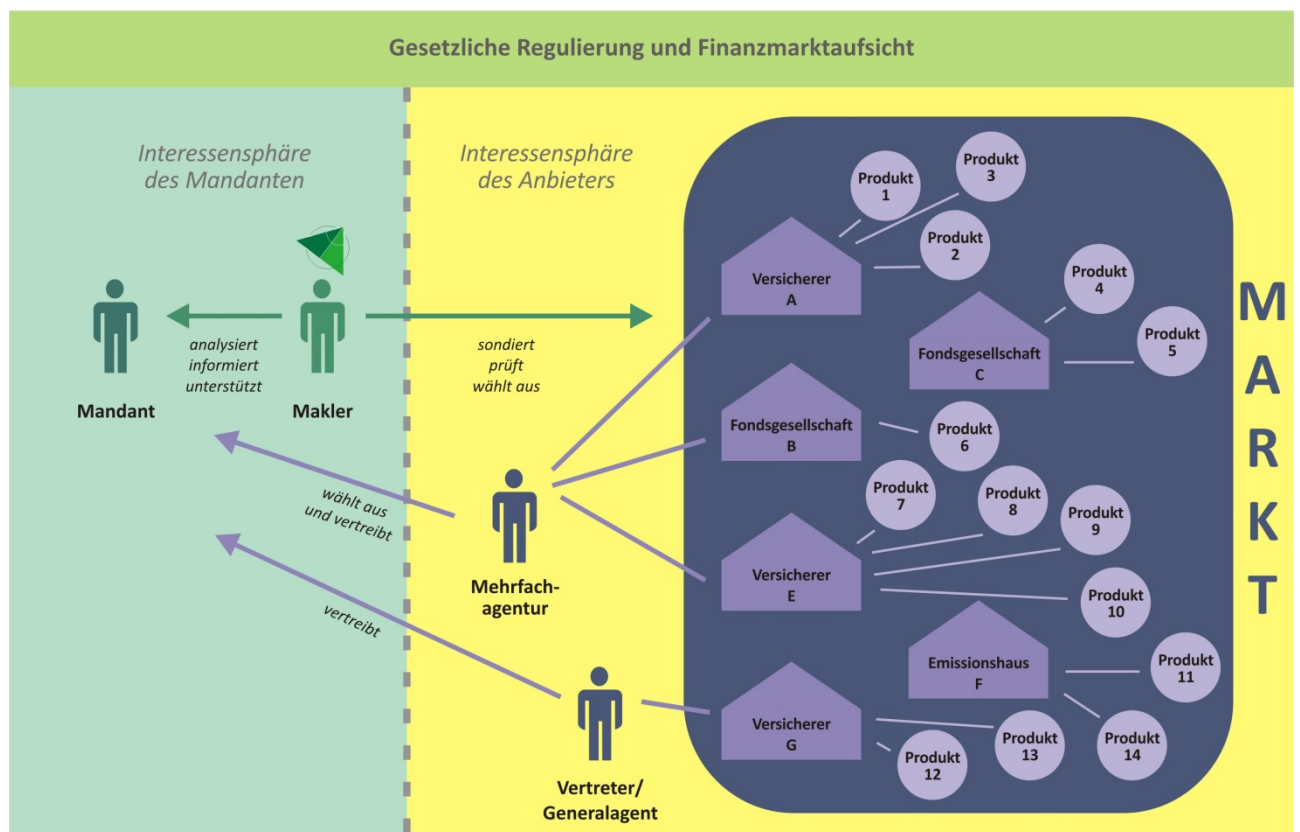 Gesetzliche Regulierung und Finanzmarktaufsicht
Interessensphäre
des Mandanten
Interessensphäre
des Anbieters
Mandant
analysiert
informiert
unterstützt
Makler
sondiert
prüft
wählt aus
wählt aus
und vertreibt
vertreibt
Mehrfach-
agentur
Vertreter/
Generalagent
Versicherer
A
Produkt
1
Produkt
3
Produkt
2
Fondsgesellschaft
C
Produkt
4
Produkt
5
Fondsgesellschaft
B
Produkt
6
Versicherer
E
Produkt
7
Produkt
8
Produkt
9
Produkt
10
Emissionshaus
F
Produkt
11
Produkt
14
Versicherer
G
Produkt
12
Produkt
13
MARKT